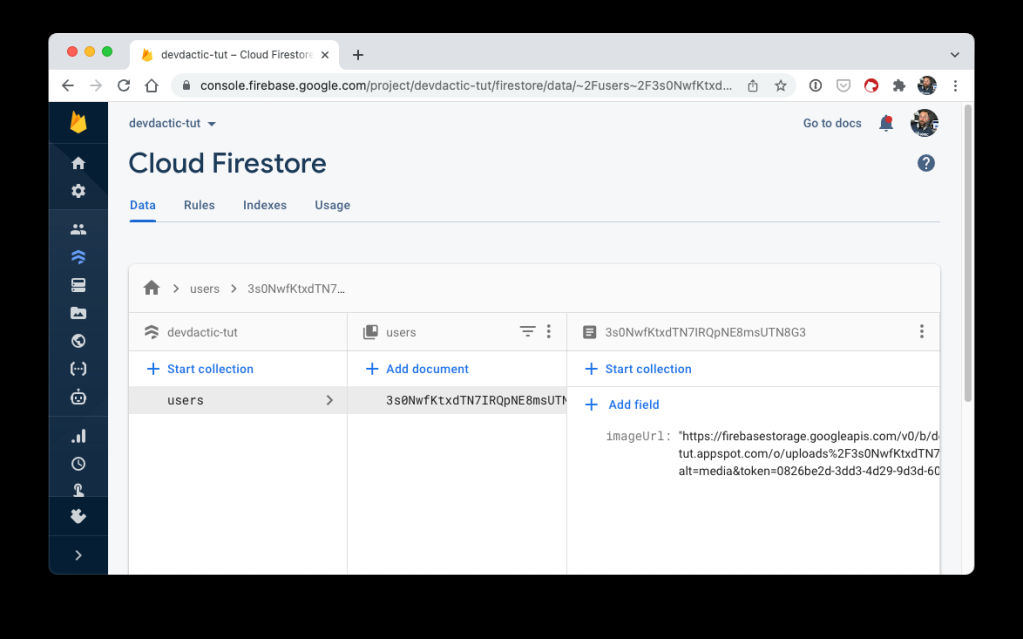 devdactic-tut – Cloud Firestore
console.firebase.google.com/project/devdactic-tut/firestore/data/~2Fusers~2F3s0NwfKtxd...
devdactic-tut
Go to docs
Cloud Firestore
?
Data Rules Indexes Usage
users 3s0NwfKtxdTN7...
devdactic-tut
users
3s0NwfKtxdTN7IRQpNE8msUTN8G3
Start collection
Add document
Start collection
users
3s0NwfKtxdTN7IRQpNE8msUTN
Add field
imageUrl: "https://firebasestorage.googleapis.com/v0/b/d
tut.appspot.com/o/uploads%2F3s0NwfKtxdTN7
alt=media&token=0826be2d-3dd3-4d29-9d3d-60